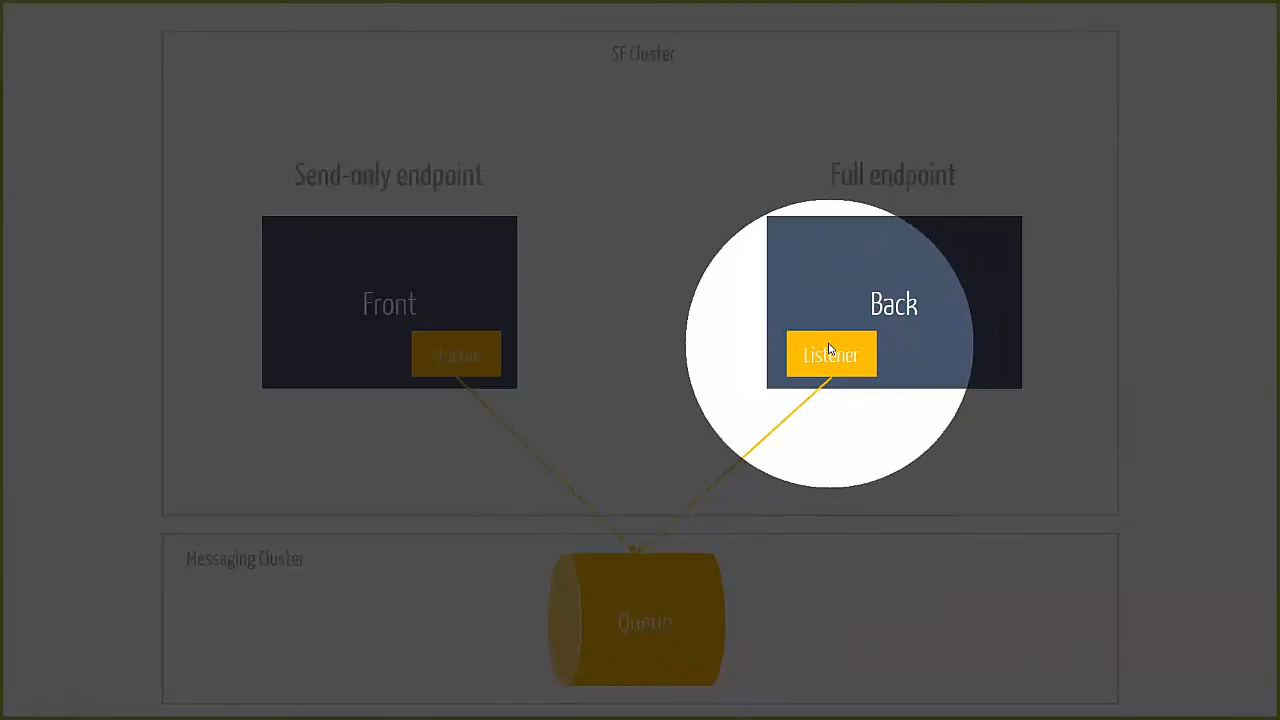 SF Cluster
Send-only endpoint
Full endpoint
Front
Back
Listener
Messaging Cluster
Queue